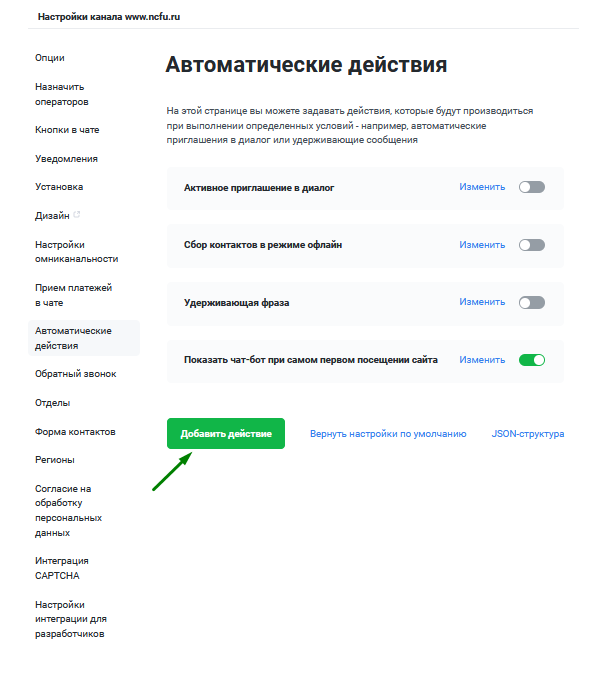 Настройки канала www.ncfu.ru
Опции
Назначить
операторов
Кнопки в чате
Уведомления
Установка
Дизайн
Настройки
омниканальности
Прием платежей
в чате
Автоматические
действия
Обратный звонок
Отделы
Форма контактов
Регионы
Согласие на
обработку
персональных
данных
Интеграция
CAPTCHA
Настройки
интеграции для
разработчиков
Автоматические действия
На этой странице вы можете задавать действия, которые будут производиться
при выполнении определенных условий - например, автоматические
приглашения в диалог или удерживающие сообщения
Активное приглашение в диалог Изменить
Сбор контактов в режиме офлайн Изменить
Удерживающая фраза Изменить
Показать чат-бот при самом первом посещении сайта Изменить
Добавить действие Вернуть настройки по умолчанию JSON-структура